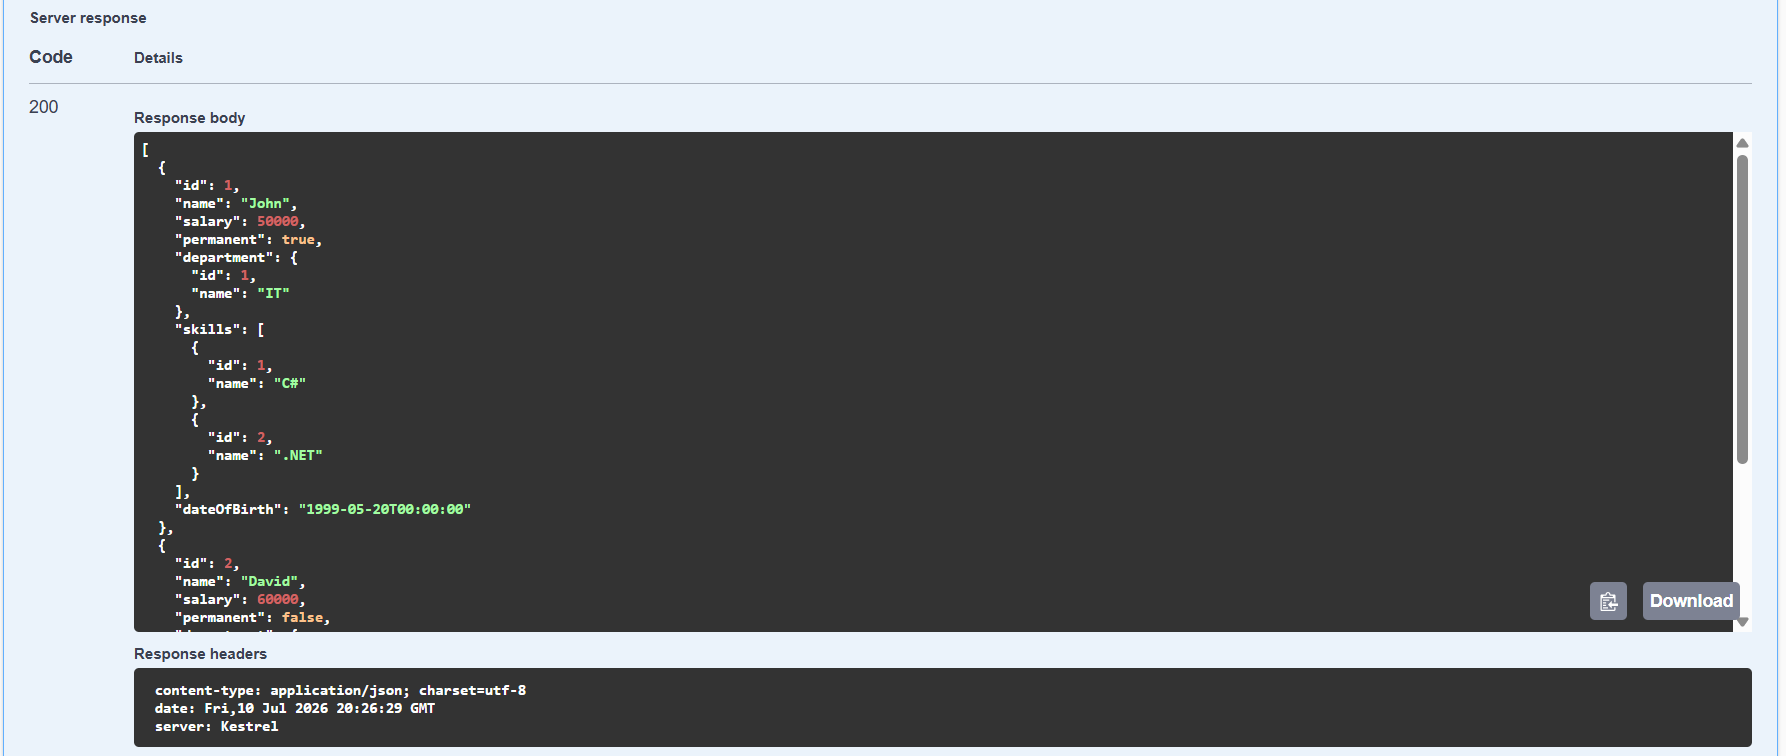 Server response
Code Details
200
Response body
[
  {
    "id": 1,
    "name": "John",
    "salary": 50000,
    "permanent": true,
    "department": {
      "id": 1,
      "name": "IT"
    },
    "skills": [
      {
        "id": 1,
        "name": "C#"
      },
      {
        "id": 2,
        "name": ".NET"
      }
    ],
    "dateOfBirth": "1999-05-20T00:00:00"
  },
  {
    "id": 2,
    "name": "David",
    "salary": 60000,
    "permanent": false,
Download
Response headers
content-type: application/json; charset=utf-8
date: Fri,10 Jul 2026 20:26:29 GMT
server: Kestrel